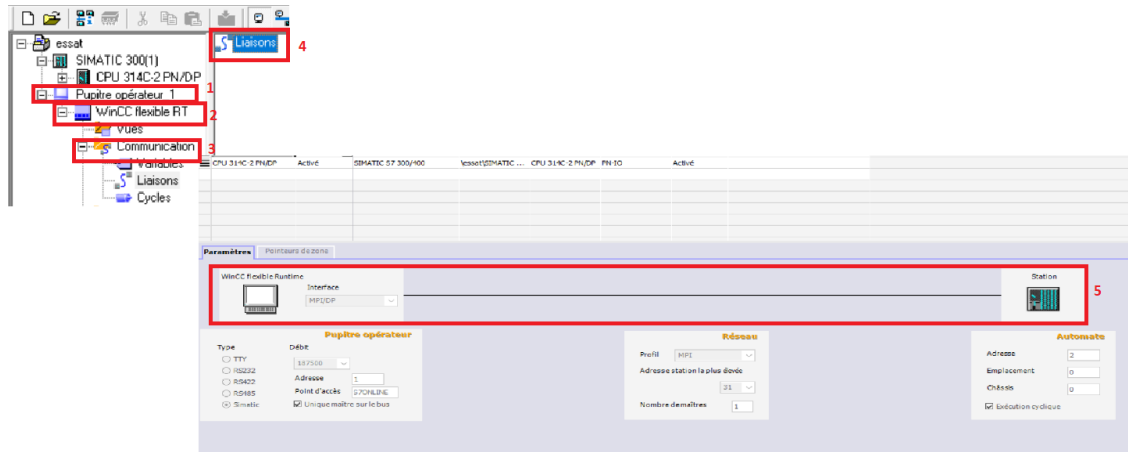 essat
Liaisons
4
SIMATIC 300(1)
CPU 314C-2 PN/DP
Pupitre opérateur 1
1
WinCC flexible RT
2
Vues
Communication
3
Variables
Liaisons
Cycles
CPU 314C-2 PN/DP Activé SIMATIC S7 300/400 \essat\SIMATIC ... CPU 314C-2 PN/DP PN-IO Activé
Paramètres Pointeurs de zone
WinCC flexible Runtime Station
Interface
MPI/DP
5
Pupitre opérateur Réseau Automate
Type Débit
TTY
187500
RS232
RS422
Adresse 1
RS485
Point d'accès S7ONLINE
Simatic
Unique maître sur le bus
Profil MPI
Adresse station la plus élevée
31
Nombre de maîtres 1
Adresse 2
Emplacement 0
Châssis 0
Exécution cyclique